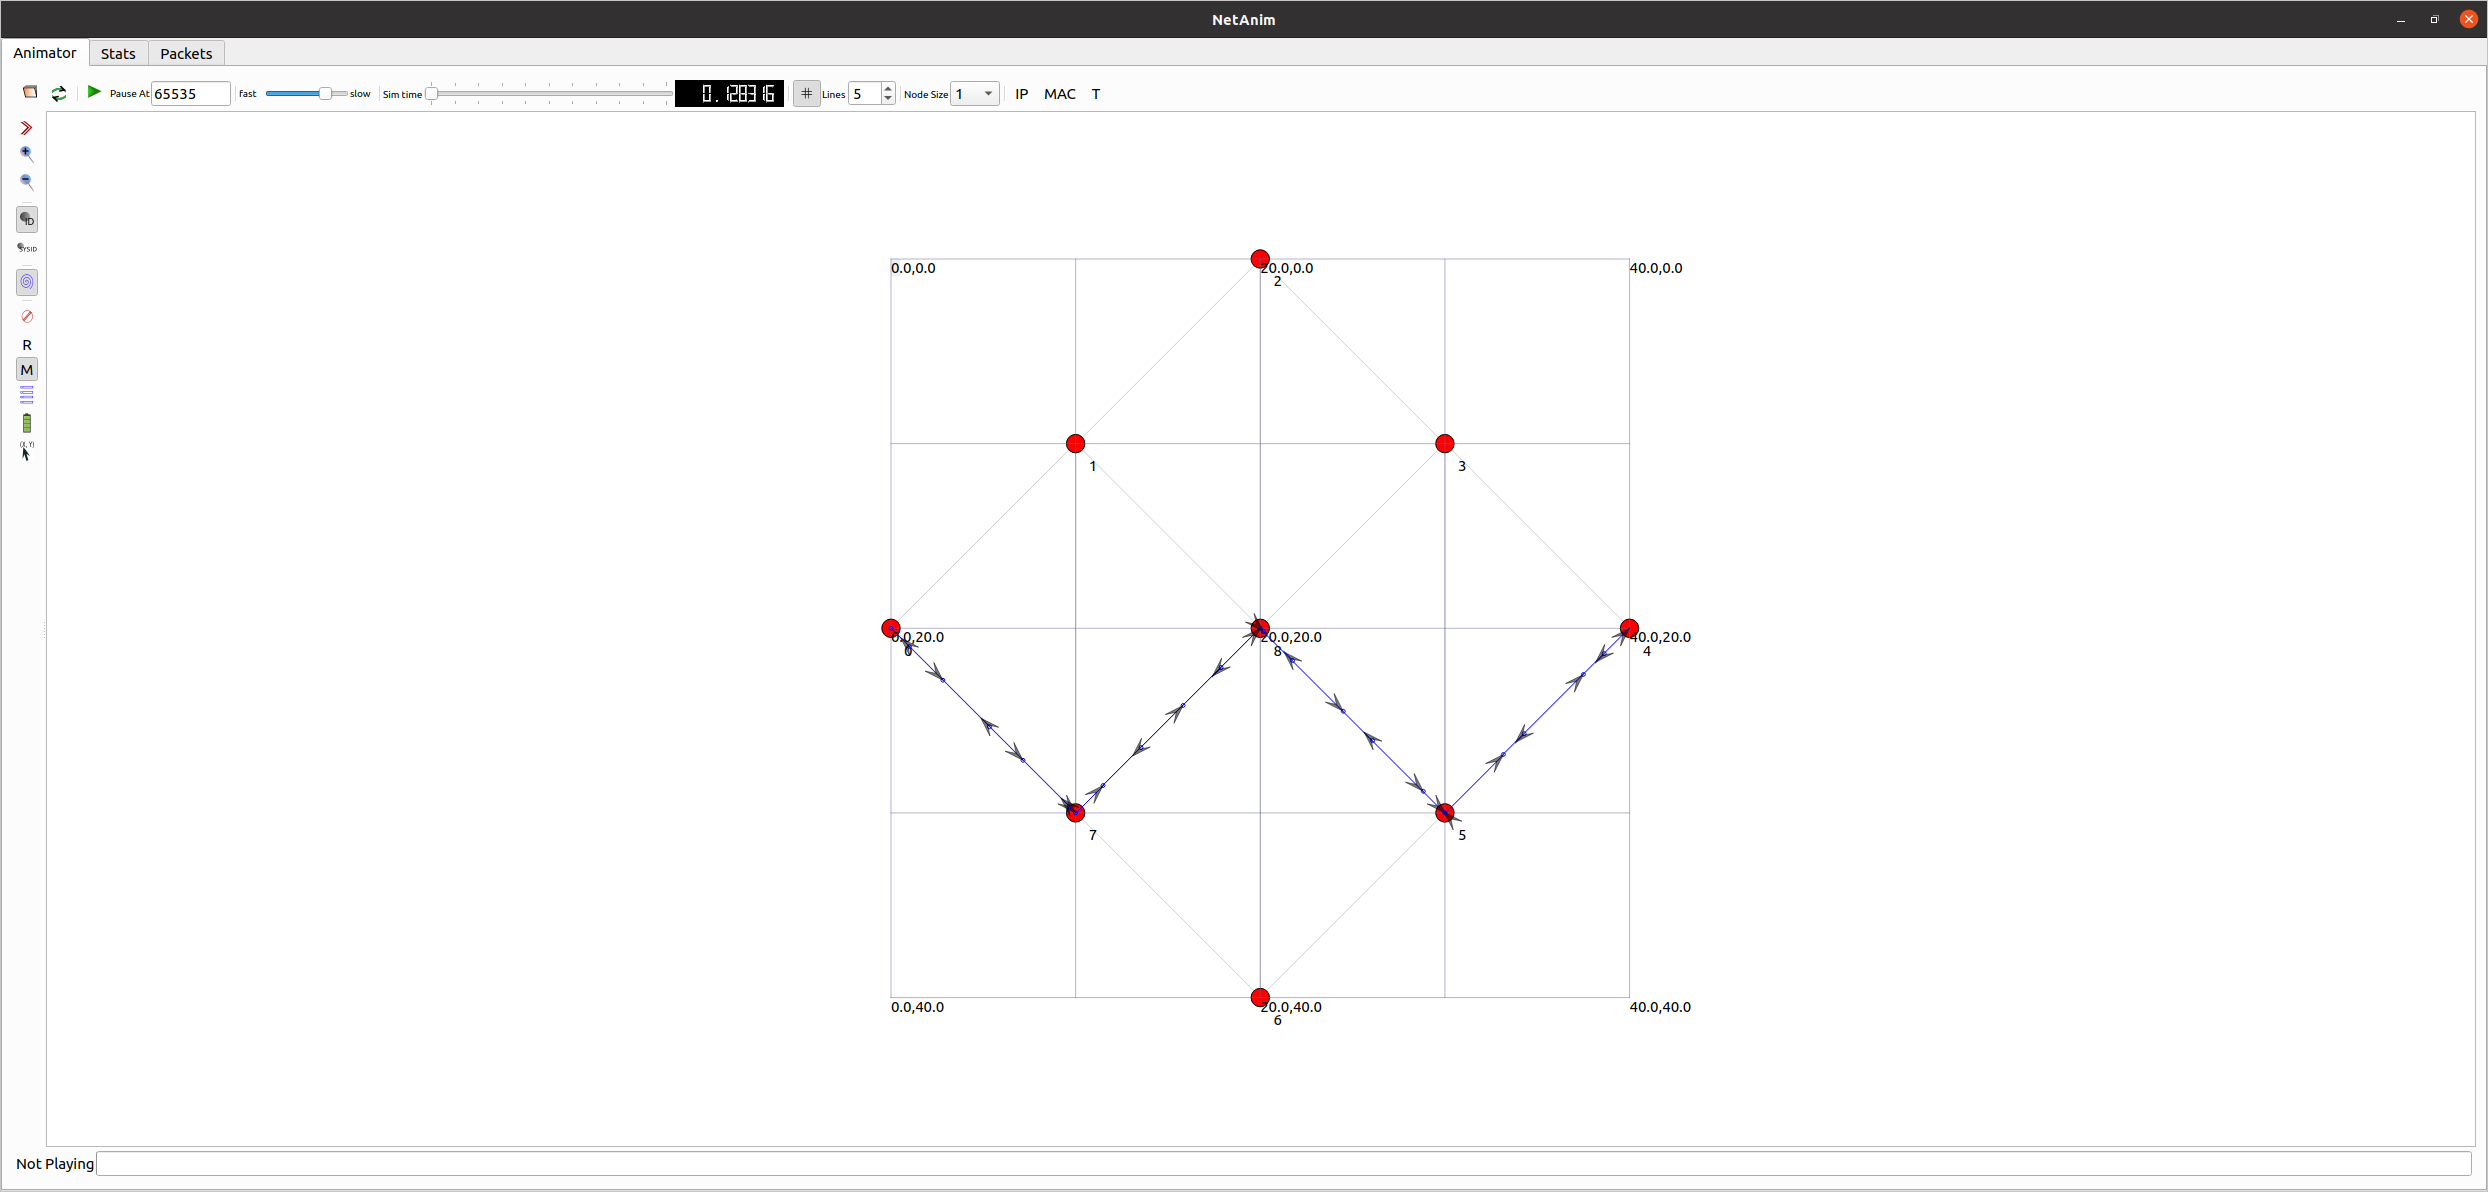 NetAnim
Animator Stats Packets
Pause At 65535 fast slow Sim time 0.128316 # Lines 5 Node Size 1 IP MAC T
ID
SYSID
R
M
(X, Y)
0.0,0.0 20.0,0.0 40.0,0.0
2
1 3
0.0,20.0 20.0,20.0 40.0,20.0
0 8 4
7 5
0.0,40.0 20.0,40.0 40.0,40.0
6
Not Playing